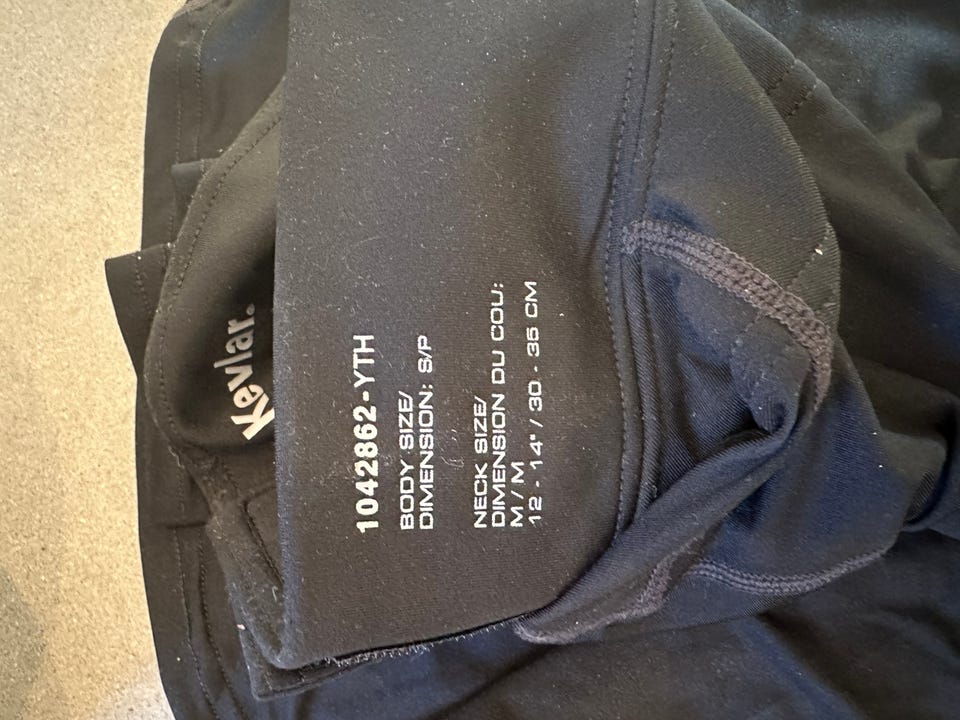 Kevlar.
1042862-YTH
BODY SIZE/
DIMENSION: S/P
NECK SIZE/
DIMENSION DU COU:
M / M
12 - 14" / 30 - 35 CM